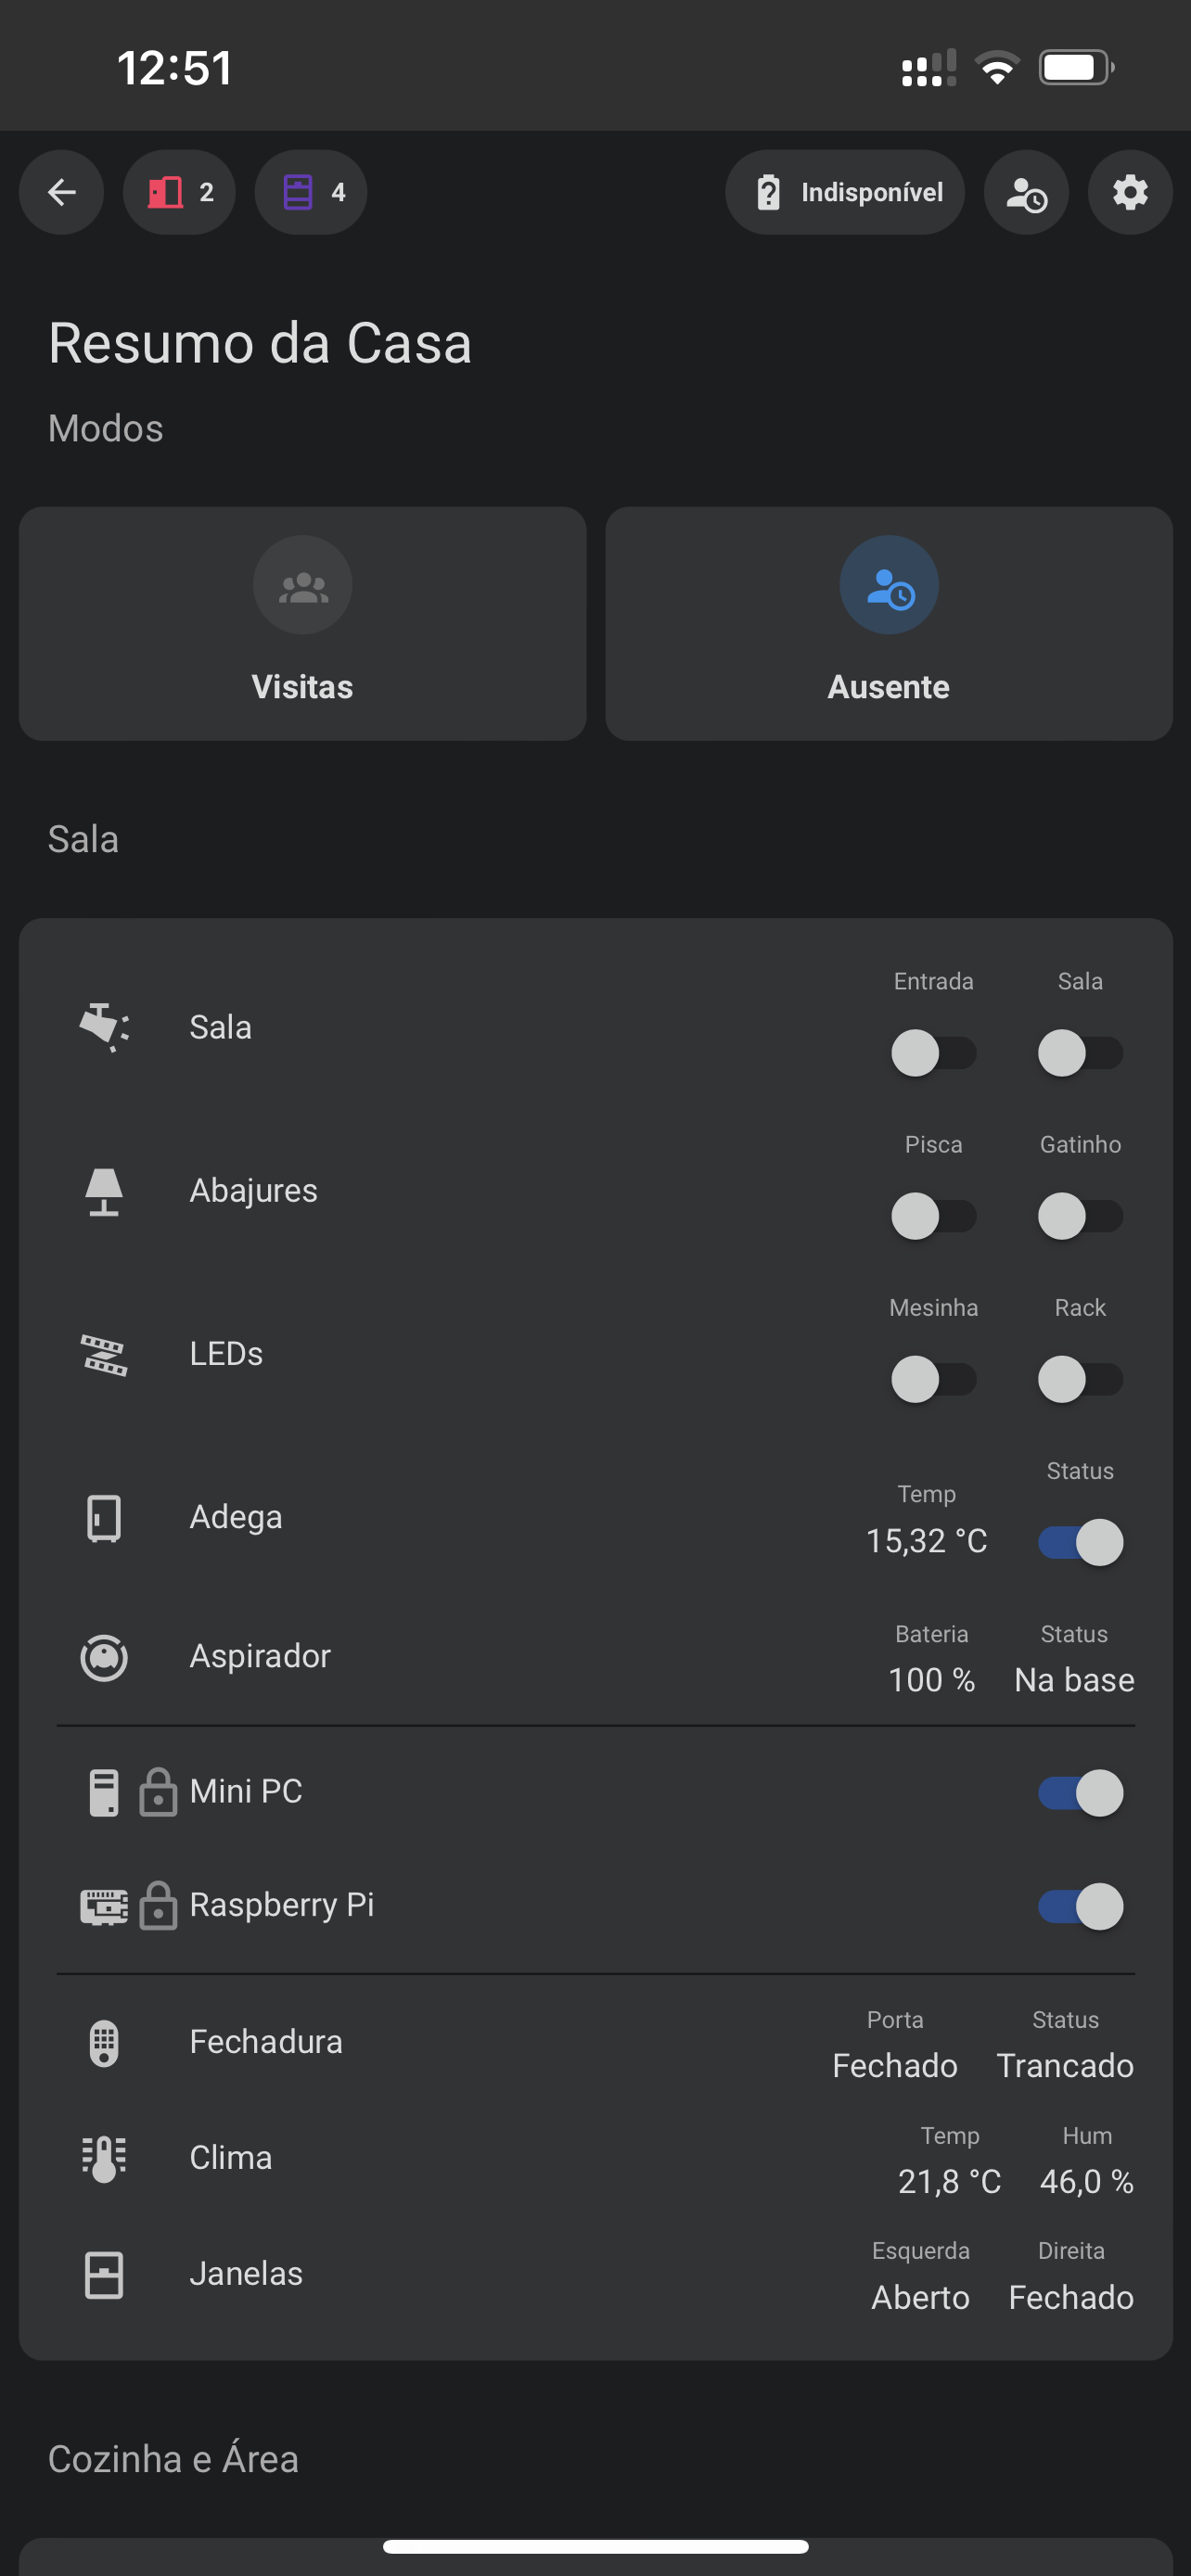 12:51
2
4
Indisponível
Resumo da Casa
Modos
Visitas
Ausente
Sala
Sala
Entrada
Sala
Abajures
Pisca
Gatinho
LEDs
Mesinha
Rack
Adega
Temp
15,32 °C
Status
Aspirador
Bateria
100 %
Status
Na base
Mini PC
Raspberry Pi
Fechadura
Porta
Fechado
Status
Trancado
Clima
Temp
21,8 °C
Hum
46,0 %
Janelas
Esquerda
Aberto
Direita
Fechado
Cozinha e Área